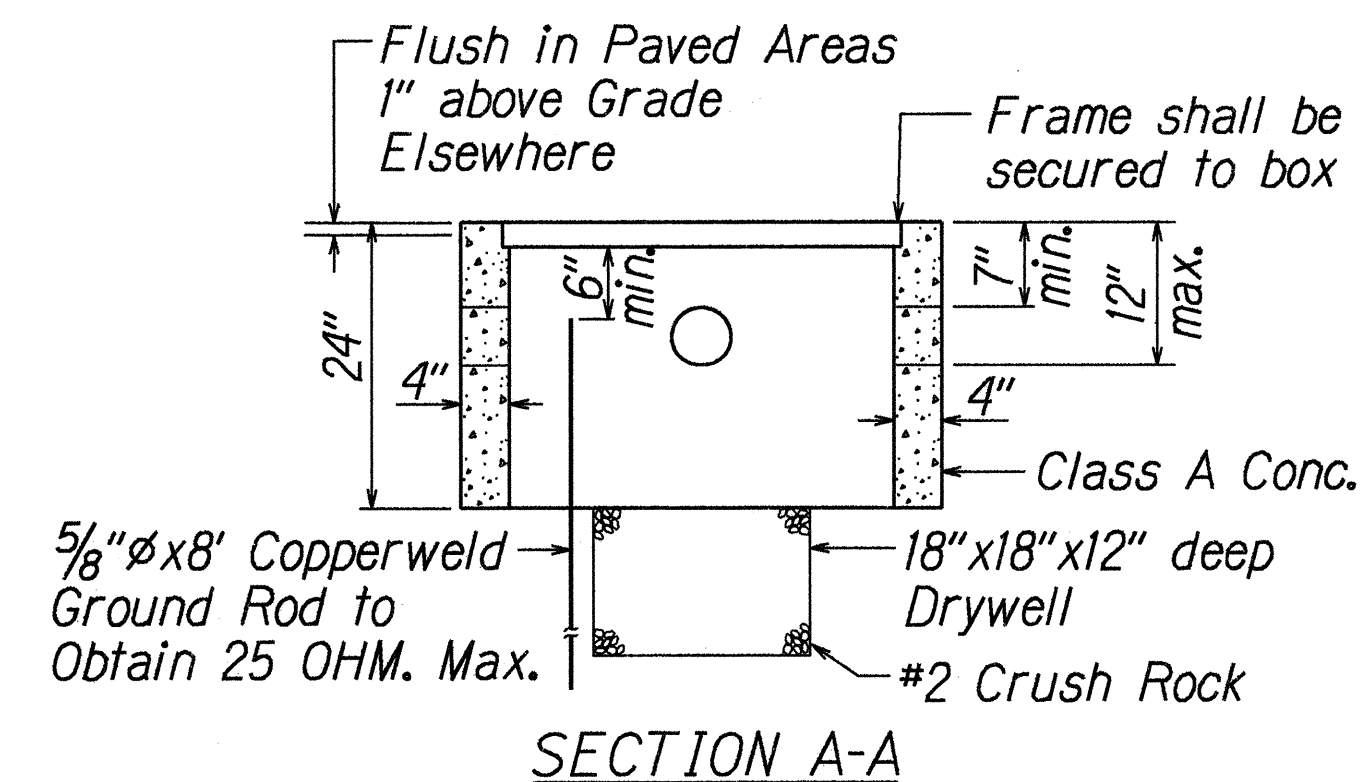 Flush in Paved Areas
1" above Grade
Elsewhere
Frame shall be
secured to box
24"
4"
6"
min.
7"
min.
12"
max.
4"
Class A Conc.
5/8"Øx8' Copperweld
Ground Rod to
Obtain 25 OHM. Max.
18"x18"x12" deep
Drywell
#2 Crush Rock
SECTION A-A